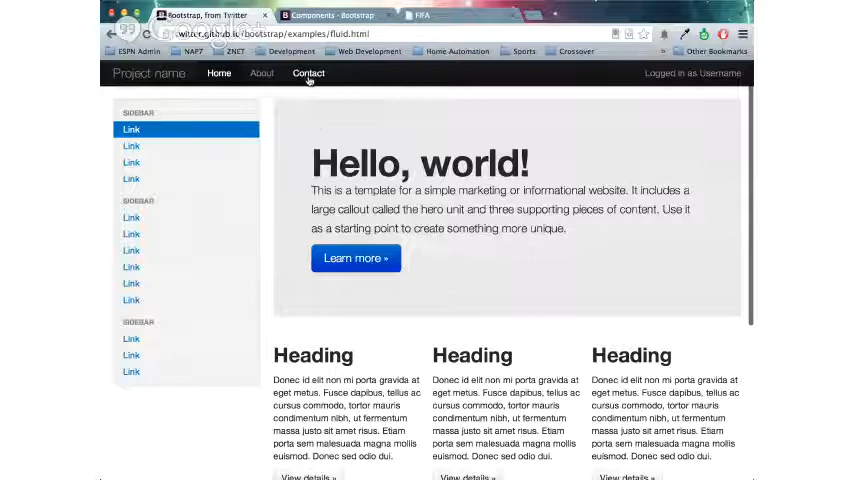 Bootstrap, from Twitter
Components · Bootstrap
FIFA
Google+
twitter.github.io/bootstrap/examples/fluid.html
ESPN Admin
NAP7
ZNET
Development
Web Development
Home Automation
Sports
Crossover
»
Other Bookmarks
Project name
Home
About
Contact
Logged in as Username
SIDEBAR
Link
Link
Link
Link
SIDEBAR
Link
Link
Link
Link
Link
Link
SIDEBAR
Link
Link
Link
Hello, world!
This is a template for a simple marketing or informational website. It includes a
large callout called the hero unit and three supporting pieces of content. Use it
as a starting point to create something more unique.
Learn more »
Heading
Donec id elit non mi porta gravida at
eget metus. Fusce dapibus, tellus ac
cursus commodo, tortor mauris
condimentum nibh, ut fermentum
massa justo sit amet risus. Etiam
porta sem malesuada magna mollis
euismod. Donec sed odio dui.
View details »
Heading
Donec id elit non mi porta gravida at
eget metus. Fusce dapibus, tellus ac
cursus commodo, tortor mauris
condimentum nibh, ut fermentum
massa justo sit amet risus. Etiam
porta sem malesuada magna mollis
euismod. Donec sed odio dui.
View details »
Heading
Donec id elit non mi porta gravida at
eget metus. Fusce dapibus, tellus ac
cursus commodo, tortor mauris
condimentum nibh, ut fermentum
massa justo sit amet risus. Etiam
porta sem malesuada magna mollis
euismod. Donec sed odio dui.
View details »